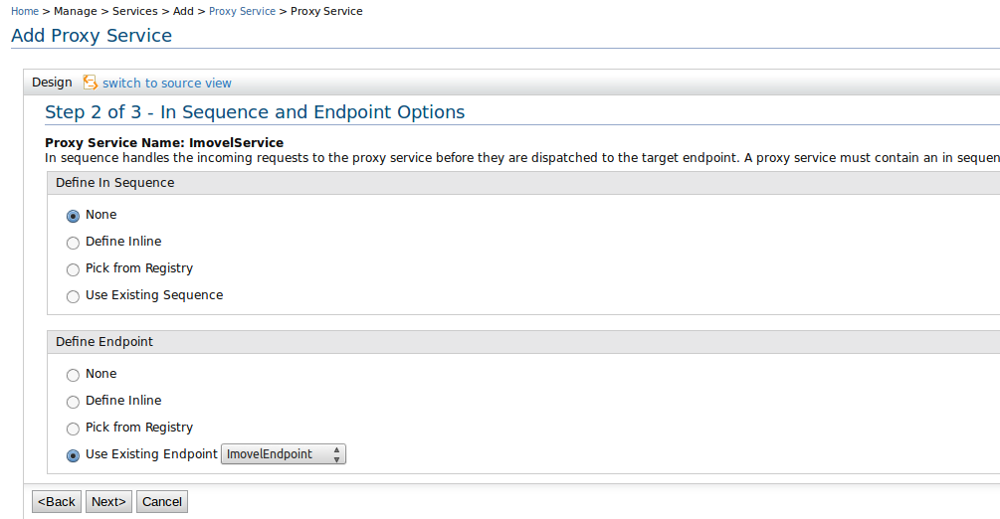 Home > Manage > Services > Add > Proxy Service > Proxy Service
Add Proxy Service
Design switch to source view
Step 2 of 3 - In Sequence and Endpoint Options
Proxy Service Name: ImovelService
In sequence handles the incoming requests to the proxy service before they are dispatched to the target endpoint. A proxy service must contain an in sequen
Define In Sequence
None
Define Inline
Pick from Registry
Use Existing Sequence
Define Endpoint
None
Define Inline
Pick from Registry
Use Existing Endpoint ImovelEndpoint
<Back Next> Cancel